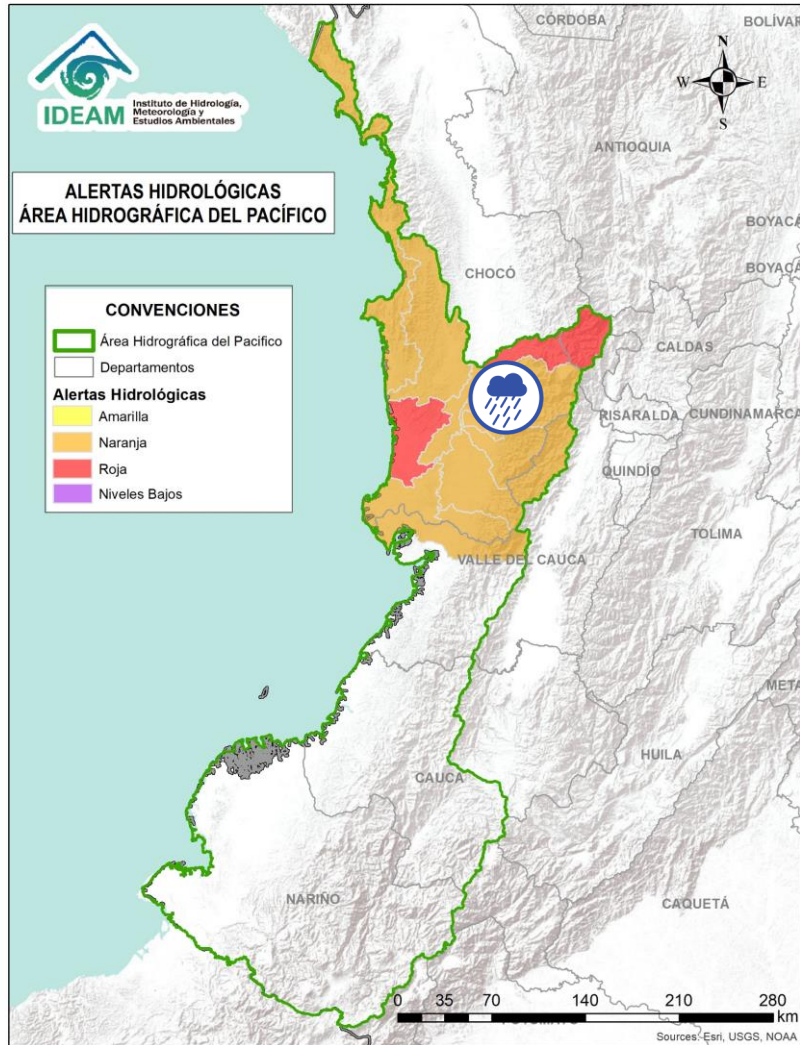 CÓRDOBA
BOLÍVAR
N
W
E
S
IDEAM
Instituto de Hidrología,
Meteorología y
Estudios Ambientales
ANTIOQUIA
ALERTAS HIDROLÓGICAS
ÁREA HIDROGRÁFICA DEL PACÍFICO
BOYACÁ
BOYACÁ
CHOCÓ
CONVENCIONES
Área Hidrográfica del Pacifico
Departamentos
Alertas Hidrológicas
Amarilla
Naranja
Roja
Niveles Bajos
CALDAS
RISARALDA
CUNDINAMARCA
QUINDÍO
TOLIMA
VALLE DEL CAUCA
META
HUILA
CAUCA
NARIÑO
CAQUETÁ
0 35 70 140 210 280
km
Sources: Esri, USGS, NOAA